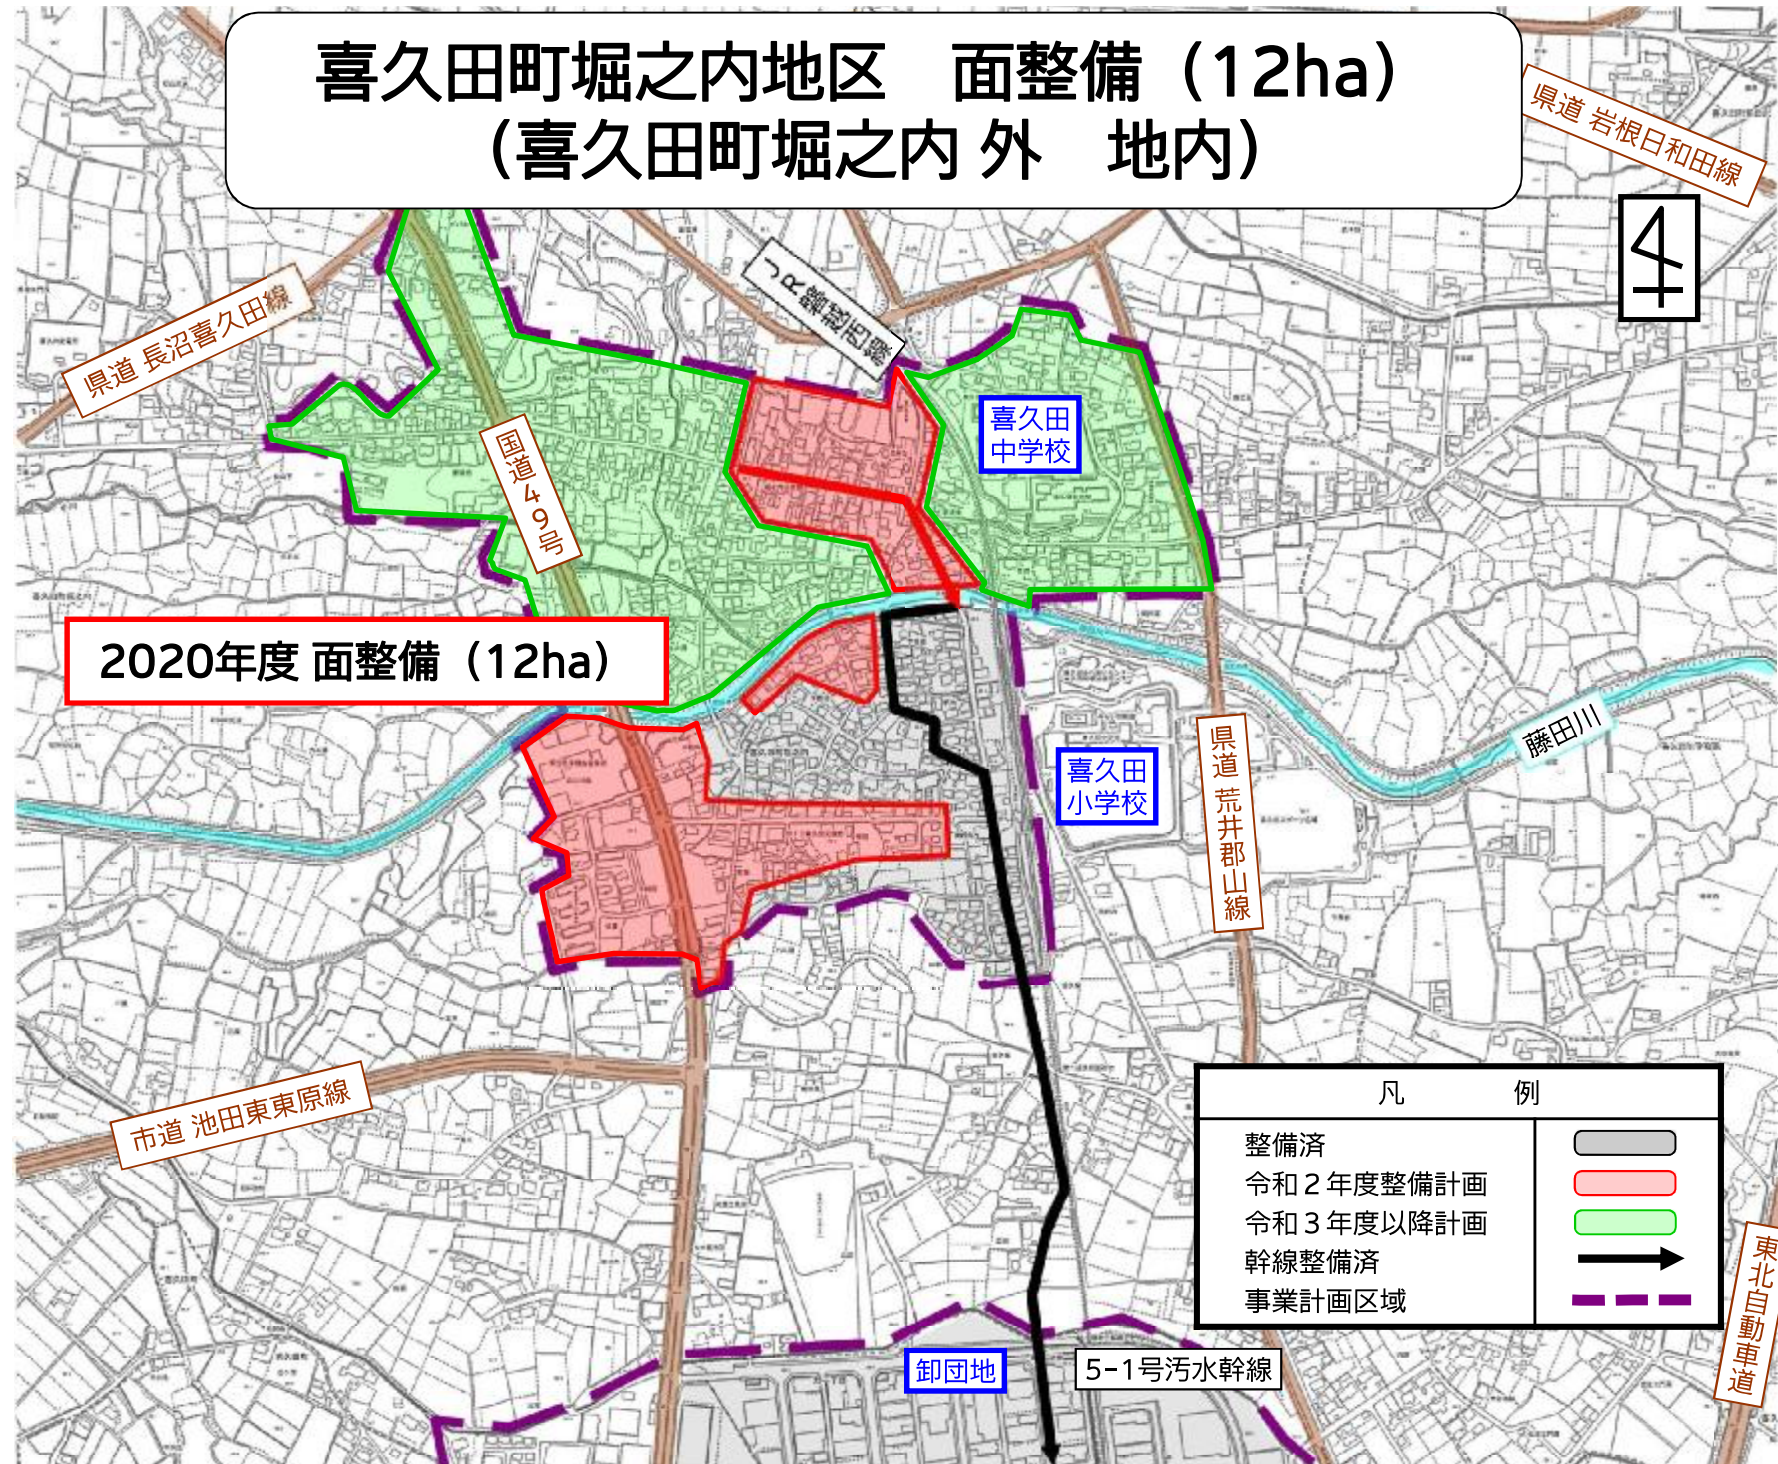 喜久田町堀之内地区　面整備（12ha）
（喜久田町堀之内 外　地内）
県道 岩根日和田線
県道 長沼喜久田線
ＪＲ磐越西線
喜久田
中学校
国道４９号
2020年度 面整備（12ha）
藤田川
喜久田
小学校
県道 荒井郡山線
市道 池田東東原線
凡　例
整備済
令和２年度整備計画
令和３年度以降計画
幹線整備済
事業計画区域
東北自動車道
卸団地
5−1号汚水幹線